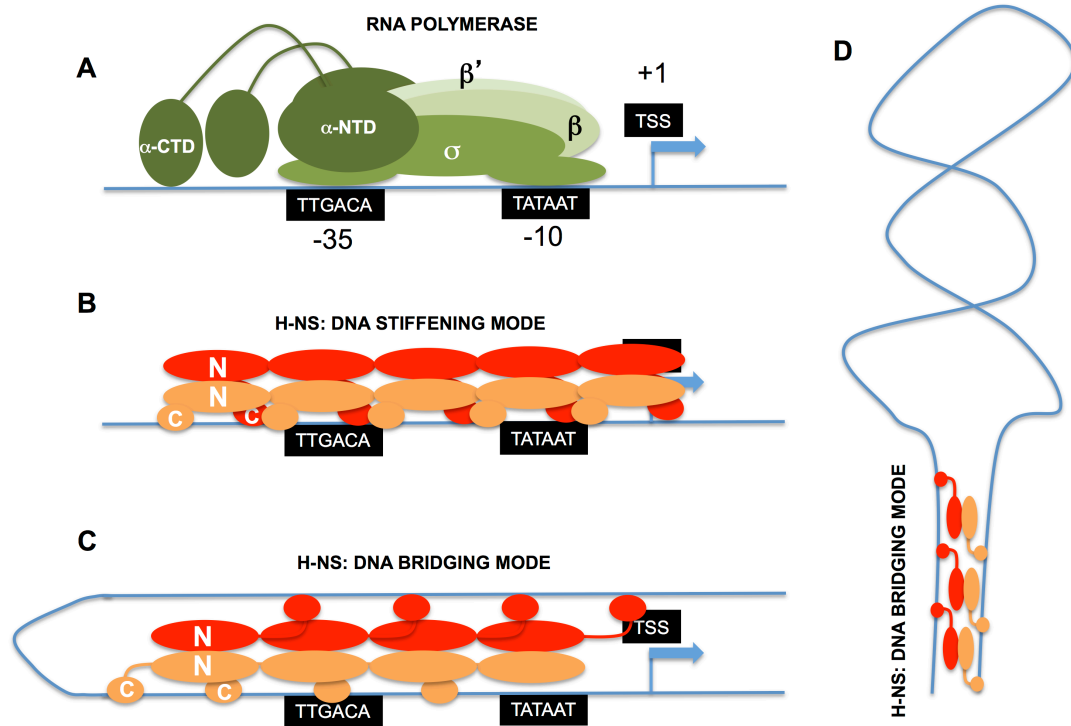 RNA POLYMERASE
A
D
β’
+1
α-CTD
α-NTD
σ
β
TSS
TTGACA
TATAAT
-35
-10
B
H-NS: DNA STIFFENING MODE
N
N
C
C
TTGACA
TATAAT
C
H-NS: DNA BRIDGING MODE
N
TSS
N
C
C
TTGACA
TATAAT
H-NS: DNA BRIDGING MODE